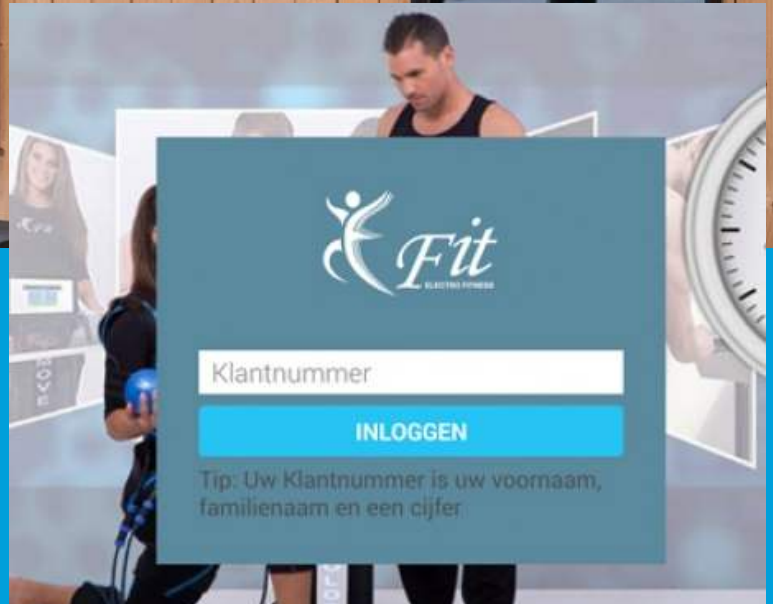 Fit
ELECTRO FITNESS
Klantnummer
INLOGGEN
Tip: Uw Klantnummer is uw voornaam,
familienaam en een cijfer